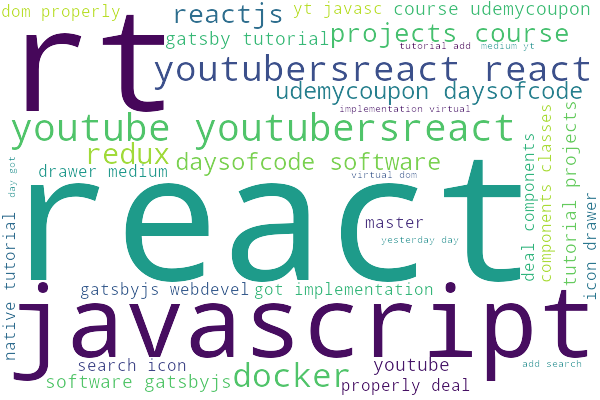 dom properly
rt
reactjs
yt javasc
course udemycoupon
gatsby tutorial
projects course
tutorial add
medium yt
youtubersreact react
udemycoupon daysofcode
implementation virtual
youtube youtubersreact
redux
daysofcode software
day got
drawer medium
virtual dom
react
master
yesterday day
native tutorial
deal components
components classes
tutorial projects
icon drawer
gatsbyjs webdevel
got implementation
javascript
search icon
youtube
add search
software gatsbyjs
docker
properly deal